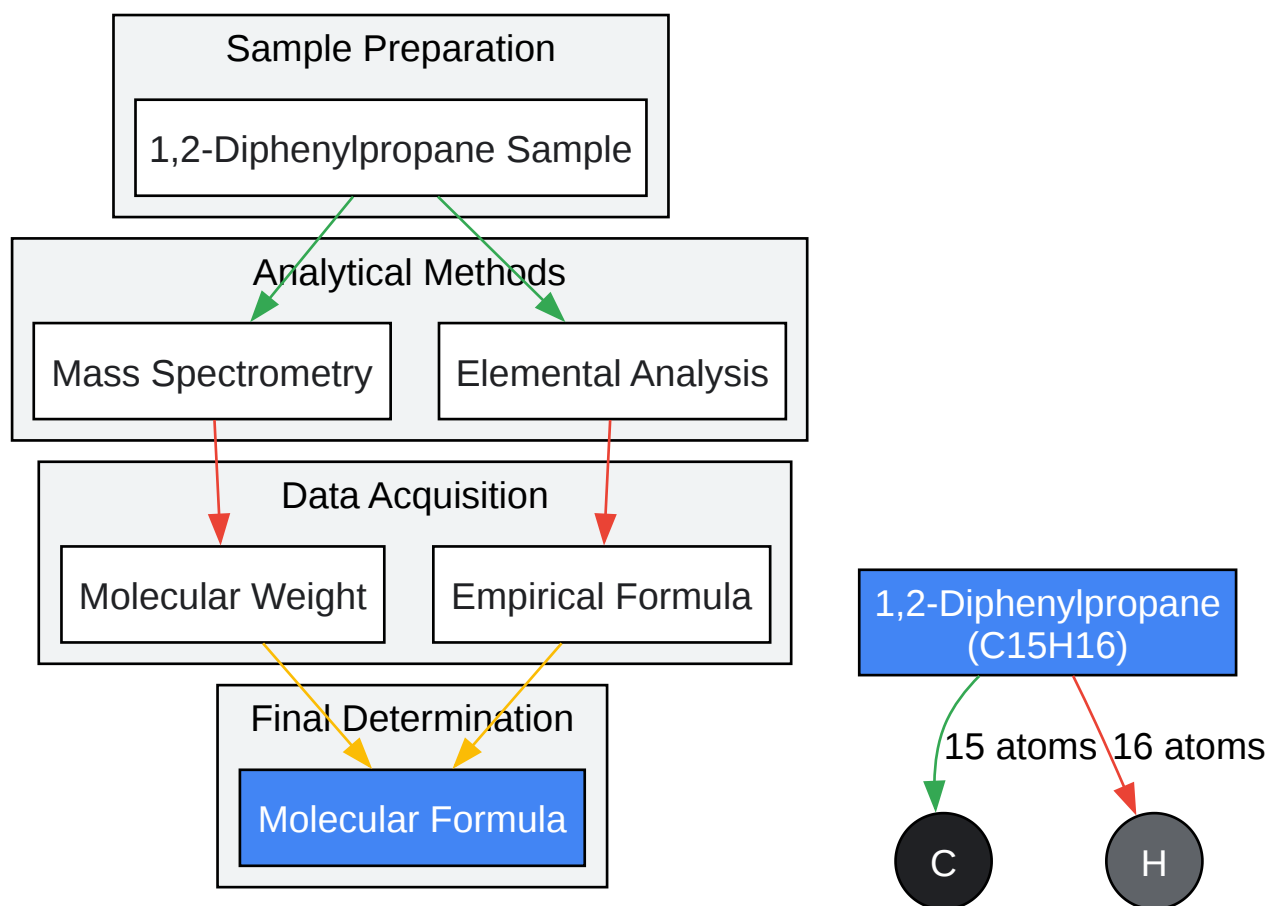 Sample Preparation
1,2-Diphenylpropane Sample
Analytical Methods
Mass Spectrometry
Elemental Analysis
Data Acquisition
Molecular Weight
Empirical Formula
Final Determination
Molecular Formula
1,2-Diphenylpropane
(C15H16)
15 atoms
16 atoms
C
H